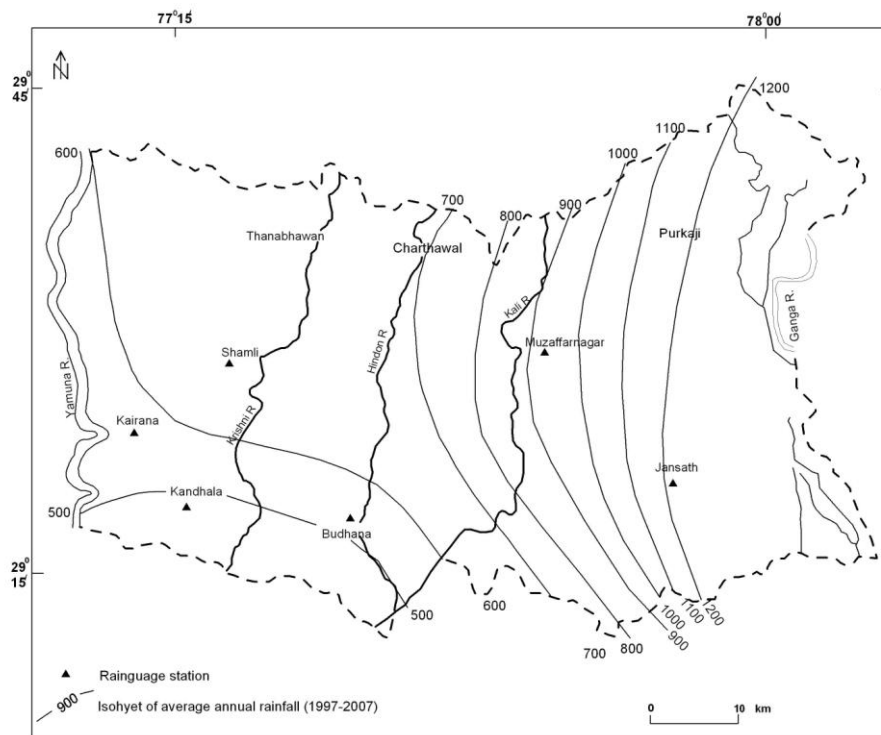 77°15' 78°00
29°
45
N
1200
1100
600
1000
700
900
800
Thanabhawan
Charthawal
Purkaji
Kali R
Ganga R.
Shamli
Hindon R
Muzaffarnagar
Yamuna R.
Kairana
Krishni R
Jansath
Kandhala
500
Budhana
29°
15
500
600
1000
1100
1200
900
800
700
Rainguage station
900 Isohyet of average annual rainfall (1997-2007)
0 10 km